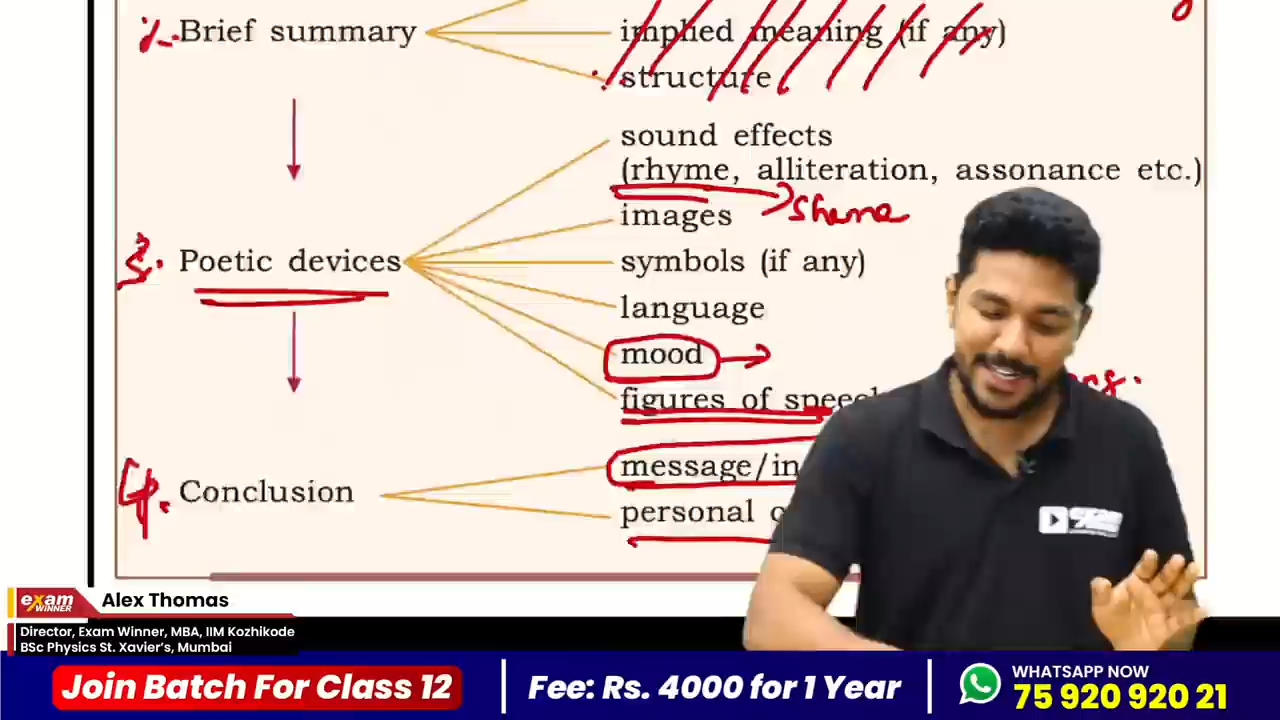 implied meaning (if any)
2. Brief summary
structure
sound effects
(rhyme, alliteration, assonance etc.)
images
3. Poetic devices
symbols (if any)
language
mood
figures of
message/in
4. Conclusion
personal
exam
WINNER
Alex Thomas
Director, Exam Winner, MBA, IIM Kozhikode
BSc Physics St. Xavier's, Mumbai
Join Batch For Class 12
Fee: Rs. 4000 for 1 Year
WHATSAPP NOW
75 920 920 21